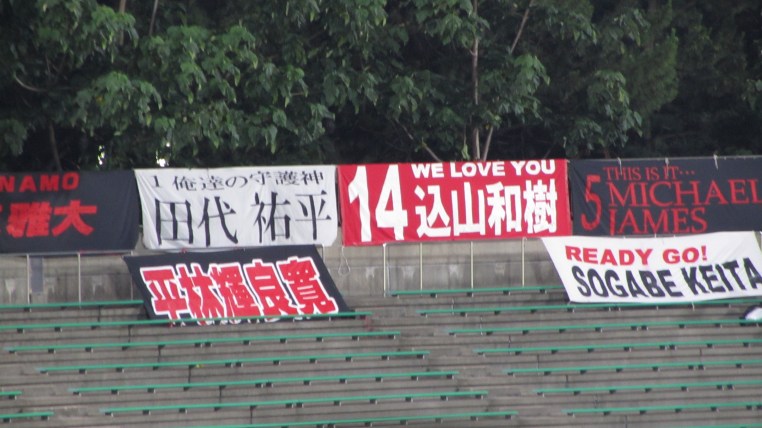 NAMO
雅大
1 俺達の守護神
田代 祐平
14 WE LOVE YOU
込山和樹
5 THIS IS IT...
MICHAEL
JAMES
平林輝良寛
READY GO!
SOGABE KEITA